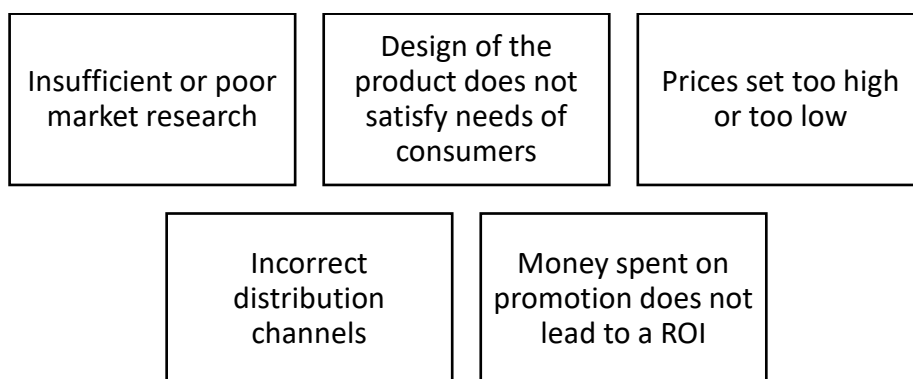 Insufficient or poor
market research
Design of the
product does not
satisfy needs of
consumers
Prices set too high
or too low
Incorrect
distribution
channels
Money spent on
promotion does not
lead to a ROI